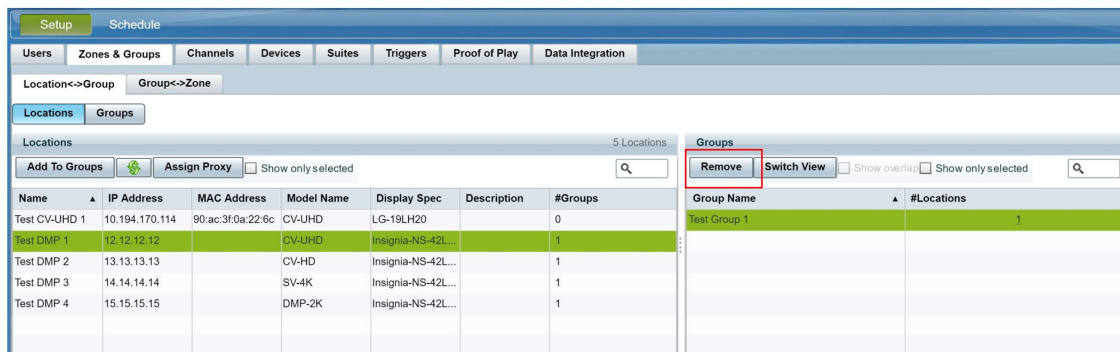 Setup Schedule
Users Zones & Groups Channels Devices Suites Triggers Proof of Play Data Integration
Location<->Group Group<->Zone
Locations Groups
Locations 5 Locations
Add To Groups Assign Proxy Show only selected
Name IP Address MAC Address Model Name Display Spec Description #Groups
Test CV-UHD 1 10.194.170.114 90:ac:3f:0a:22:6c CV-UHD LG-19LH20 0
Test DMP 1 12.12.12.12 CV-UHD Insignia-NS-42L... 1
Test DMP 2 13.13.13.13 CV-HD Insignia-NS-42L... 1
Test DMP 3 14.14.14.14 SV-4K Insignia-NS-42L... 1
Test DMP 4 15.15.15.15 DMP-2K Insignia-NS-42L... 1
Groups
Remove Switch View Show overlap Show only selected
Group Name #Locations
Test Group 1 1